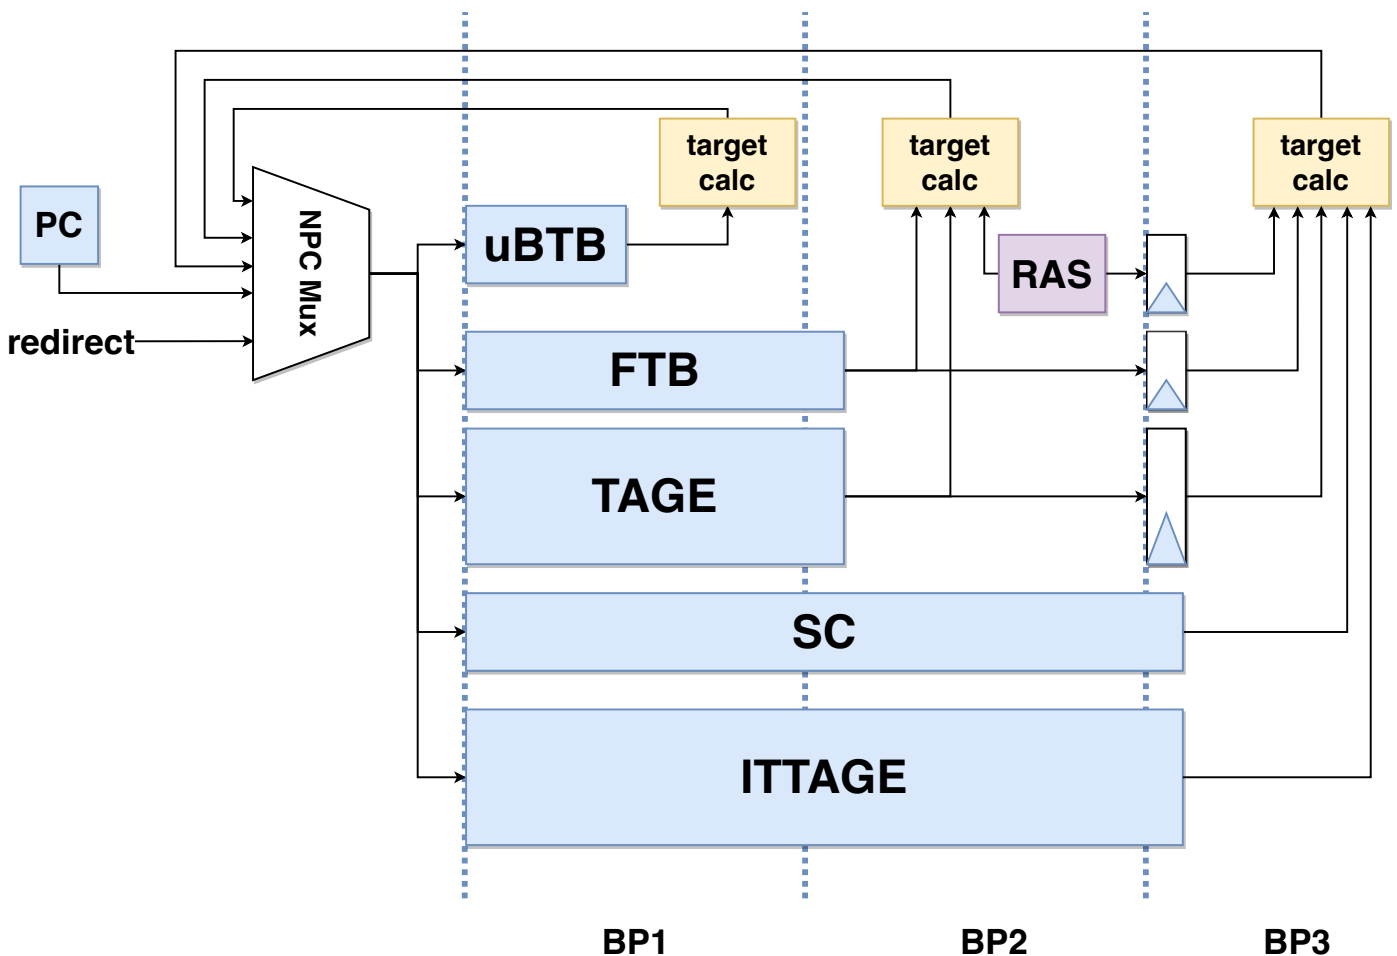 target
calc
target
calc
target
calc
PC
NPC Mux
uBTB
RAS
redirect
FTB
TAGE
SC
ITTAGE
BP1
BP2
BP3